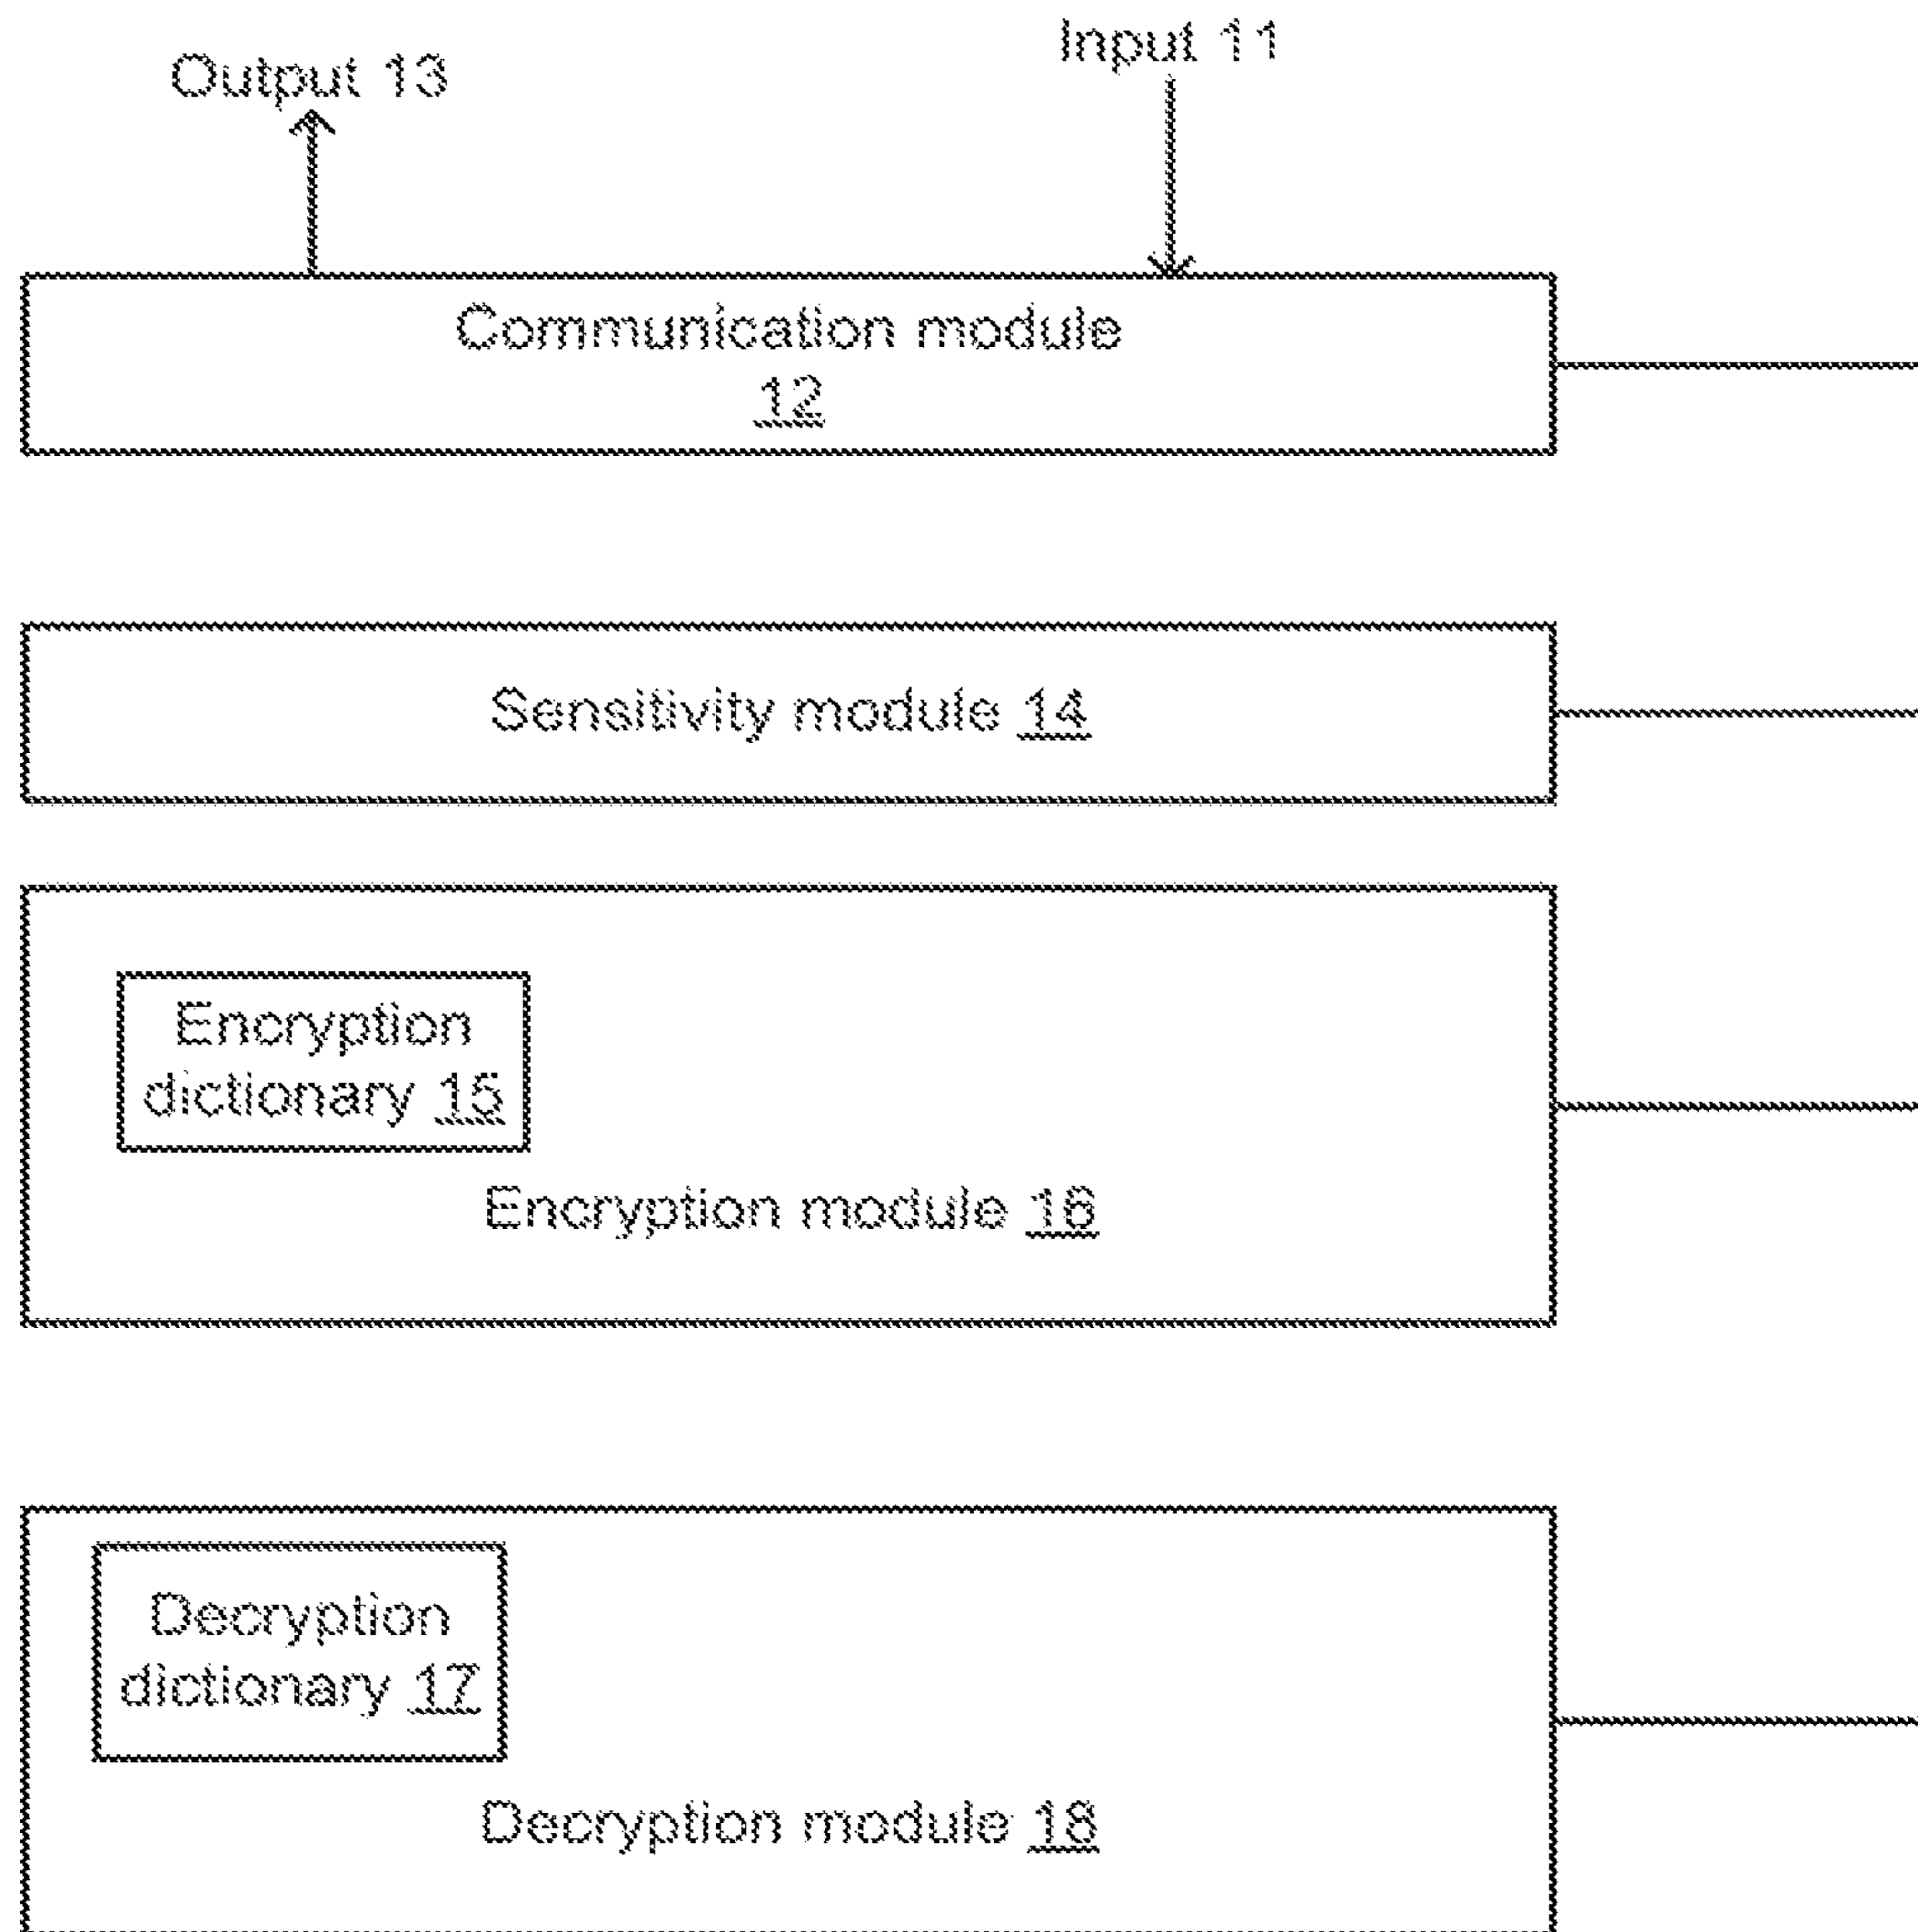 Output 13
Input 11
Communication module
12
Sensitivity module 14
Encryption
dictionary 15
Encryption module 16
Decryption
dictionary 17
Decryption module 18